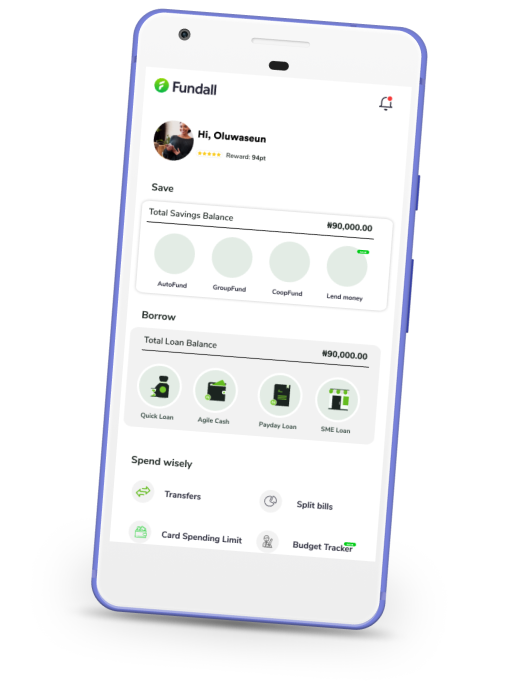 Fundall
Hi, Oluwaseun
Reward: 94pt
Save
Total Savings Balance ₦90,000.00
AutoFund GroupFund CoopFund Lend money
Borrow
Total Loan Balance ₦90,000.00
Quick Loan Agile Cash Payday Loan SME Loan
Spend wisely
Transfers Split bills
Card Spending Limit Budget Tracker